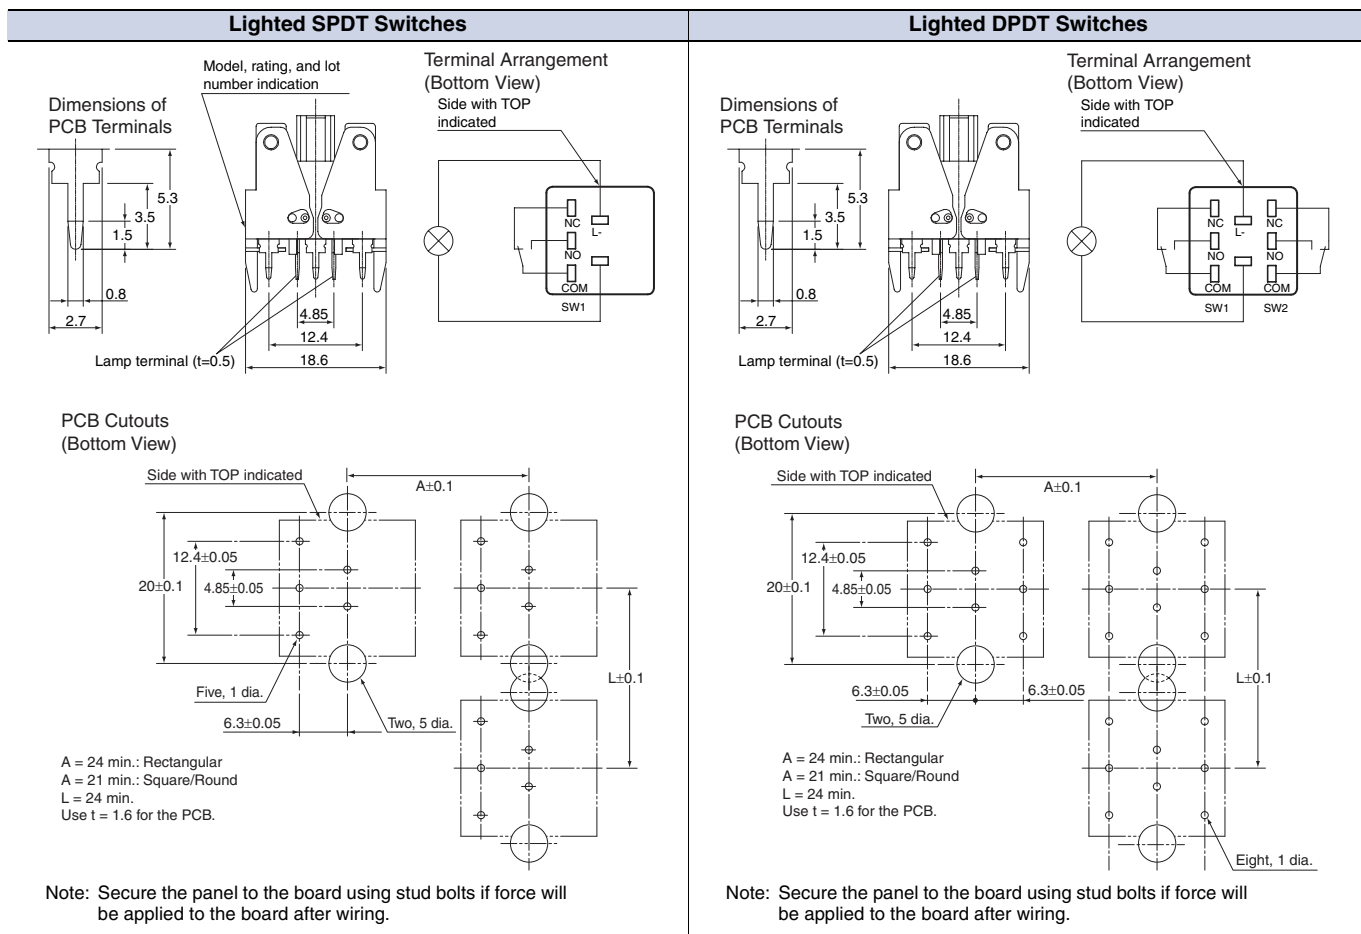 Lighted SPDT Switches
Model, rating, and lot
number indication
Terminal Arrangement
(Bottom View)
Side with TOP
indicated
Dimensions of
PCB Terminals
5.3
3.5
1.5
0.8
2.7
4.85
12.4
18.6
Lamp terminal (t=0.5)
NC
L-
NO
COM
SW1
PCB Cutouts
(Bottom View)
Side with TOP indicated
A±0.1
12.4±0.05
20±0.1
4.85±0.05
L±0.1
Five, 1 dia.
6.3±0.05
Two, 5 dia.
A = 24 min.: Rectangular
A = 21 min.: Square/Round
L = 24 min.
Use t = 1.6 for the PCB.
Note: Secure the panel to the board using stud bolts if force will
be applied to the board after wiring.
Lighted DPDT Switches
Terminal Arrangement
(Bottom View)
Side with TOP
indicated
Dimensions of
PCB Terminals
5.3
3.5
1.5
0.8
2.7
4.85
12.4
18.6
Lamp terminal (t=0.5)
NC
L-
NC
NO
NO
COM
COM
SW1
SW2
PCB Cutouts
(Bottom View)
Side with TOP indicated
A±0.1
12.4±0.05
20±0.1
4.85±0.05
L±0.1
6.3±0.05
6.3±0.05
Two, 5 dia.
A = 24 min.: Rectangular
A = 21 min.: Square/Round
L = 24 min.
Use t = 1.6 for the PCB.
Eight, 1 dia.
Note: Secure the panel to the board using stud bolts if force will
be applied to the board after wiring.